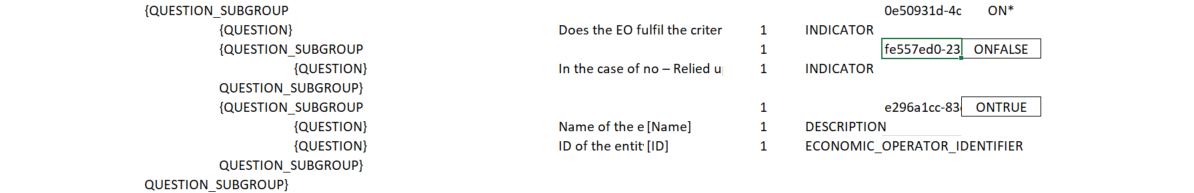 {QUESTION_SUBGROUP 0e50931d-4c ON*
{QUESTION} Does the EO fulfil the criter 1 INDICATOR
{QUESTION_SUBGROUP 1 fe557ed0-23 ONFALSE
{QUESTION} In the case of no – Relied u 1 INDICATOR
QUESTION_SUBGROUP}
{QUESTION_SUBGROUP 1 e296a1cc-83 ONTRUE
{QUESTION} Name of the e [Name] 1 DESCRIPTION
{QUESTION} ID of the entit [ID] 1 ECONOMIC_OPERATOR_IDENTIFIER
QUESTION_SUBGROUP}
QUESTION_SUBGROUP}